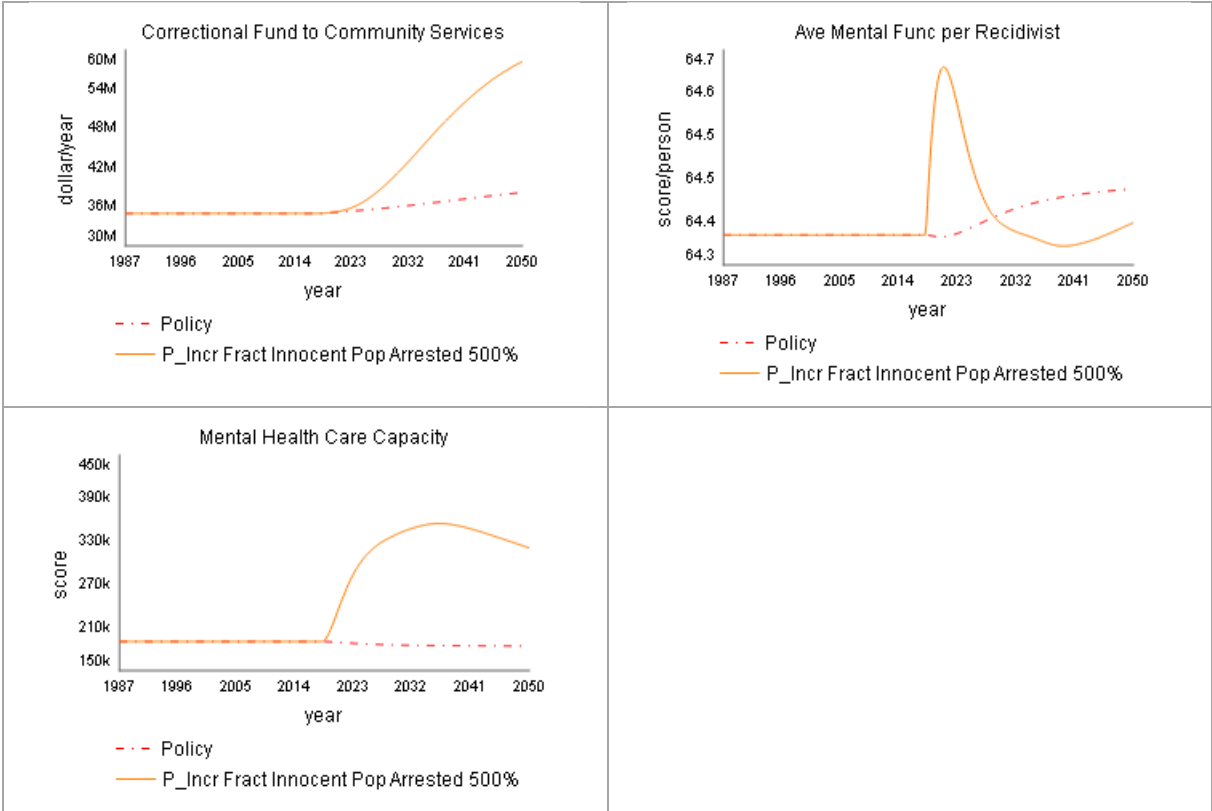 Correctional Fund to Community Services
60M
54M
48M
42M
36M
30M
dollar/year
1987 1996 2005 2014 2023 2032 2041 2050
year
Policy
P_Incr Fract Innocent Pop Arrested 500%
Ave Mental Func per Recidivist
64.7
64.6
64.5
64.5
64.4
64.3
score/person
1987 1996 2005 2014 2023 2032 2041 2050
year
Policy
P_Incr Fract Innocent Pop Arrested 500%
Mental Health Care Capacity
450k
390k
330k
270k
210k
150k
score
1987 1996 2005 2014 2023 2032 2041 2050
year
Policy
P_Incr Fract Innocent Pop Arrested 500%